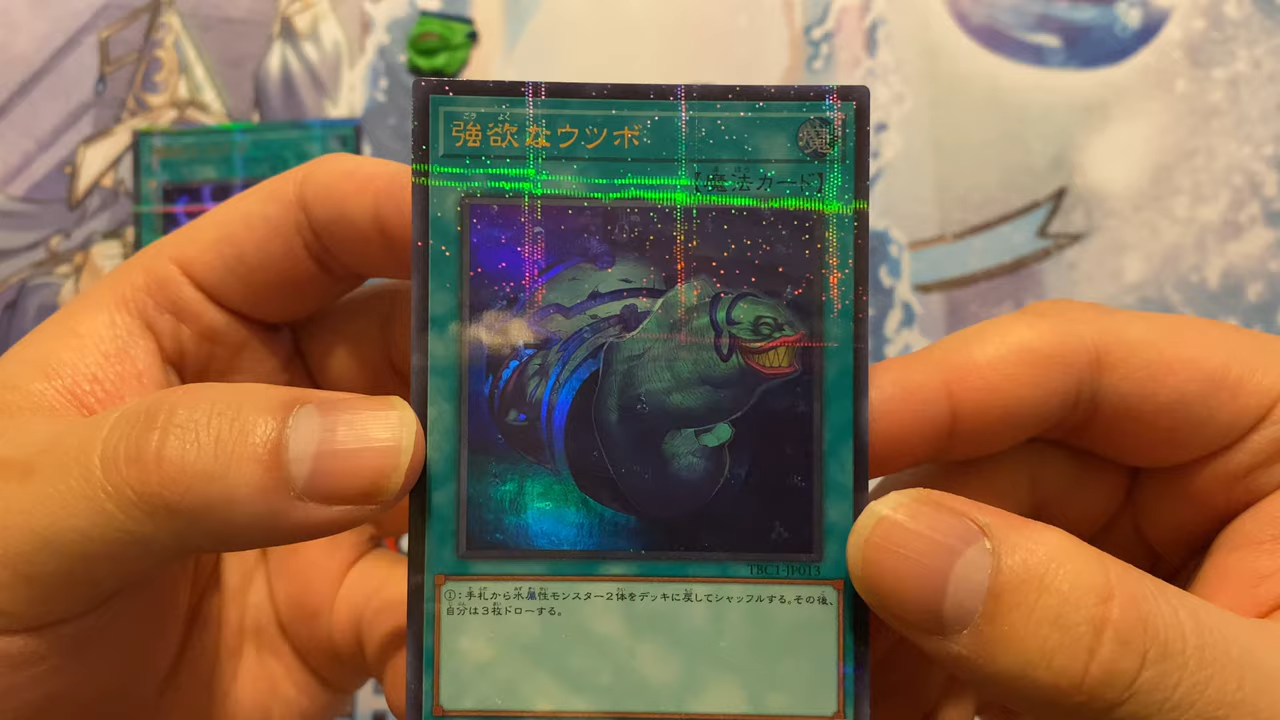 強欲なウツボ
魔
【魔法カード】
TBC1-JP013
①：手札から水属性モンスター２体をデッキに戻してシャッフルする。その後、
自分は３枚ドローする。